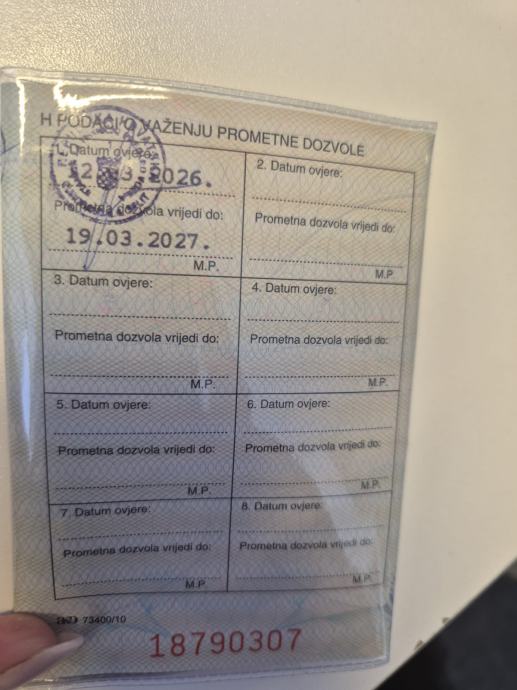 H PODACI O VAŽENJU PROMETNE DOZVOLE
1. Datum ovjere:
12.03.2026.
Prometna dozvola vrijedi do:
19.03.2027.
M.P.
2. Datum ovjere:
Prometna dozvola vrijedi do:
M.P.
3. Datum ovjere:
Prometna dozvola vrijedi do:
M.P.
4. Datum ovjere:
Prometna dozvola vrijedi do:
M.P.
5. Datum ovjere:
Prometna dozvola vrijedi do:
M.P.
6. Datum ovjere:
Prometna dozvola vrijedi do:
M.P.
7. Datum ovjere:
Prometna dozvola vrijedi do:
M.P.
8. Datum ovjere:
Prometna dozvola vrijedi do:
M.P.
73400/10
18790307